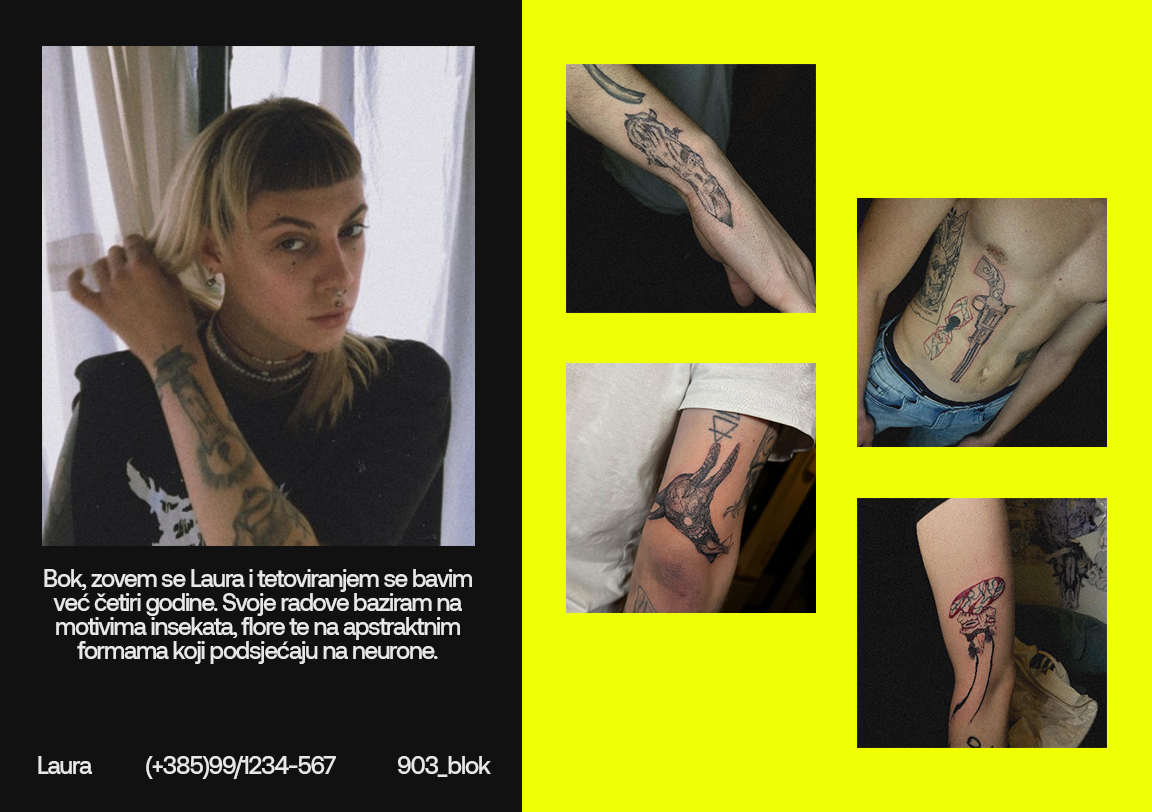 Bok, zovem se Laura i tetoviranjem se bavim
već četiri godine. Svoje radove baziram na
motivima insekata, flore te na apstraktnim
formama koji podsjećaju na neurone.
Laura (+385)99/1234-567 903_blok